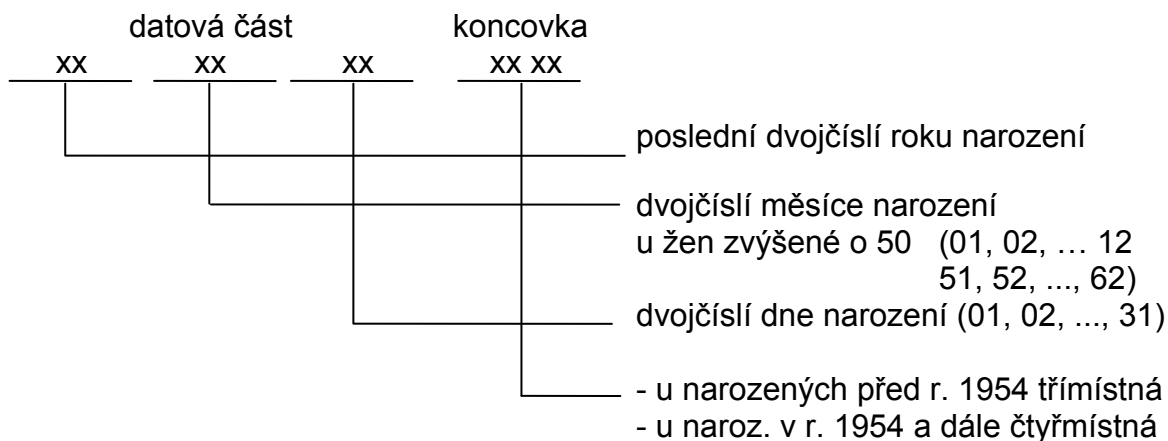 datová část koncovka
xx xx xx xx xx
poslední dvojčíslí roku narození
dvojčíslí měsíce narození
u žen zvýšené o 50 (01, 02, … 12
51, 52, ..., 62)
dvojčíslí dne narození (01, 02, ..., 31)
- u narozených před r. 1954 třímístná
- u naroz. v r. 1954 a dále čtyřmístná